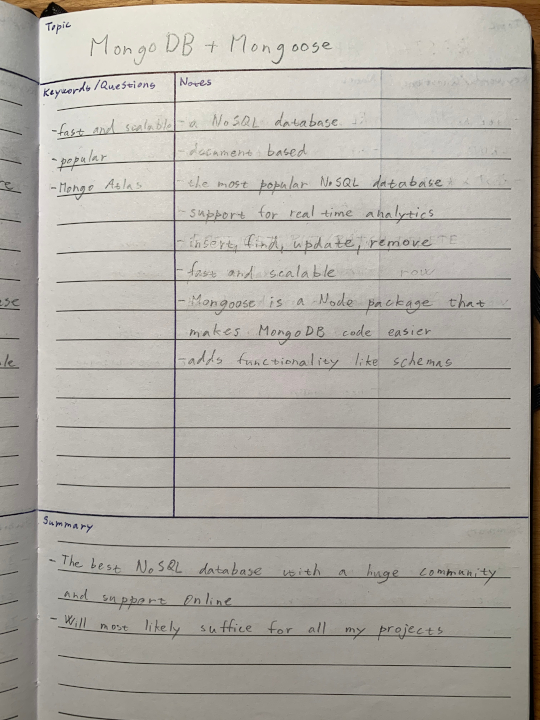 Topic
MongoDB + Mongoose
Keywords/Questions
- fast and scalable
- popular
- Mongo Atlas
Notes
- a NoSQL database
- document based
- the most popular NoSQL database
- support for real time analytics
- insert, find, update, remove
- fast and scalable
- Mongoose is a Node package that
makes MongoDB code easier
- adds functionality like schemas
Summary
- The best NoSQL database with a huge community
and support online
- Will most likely suffice for all my projects